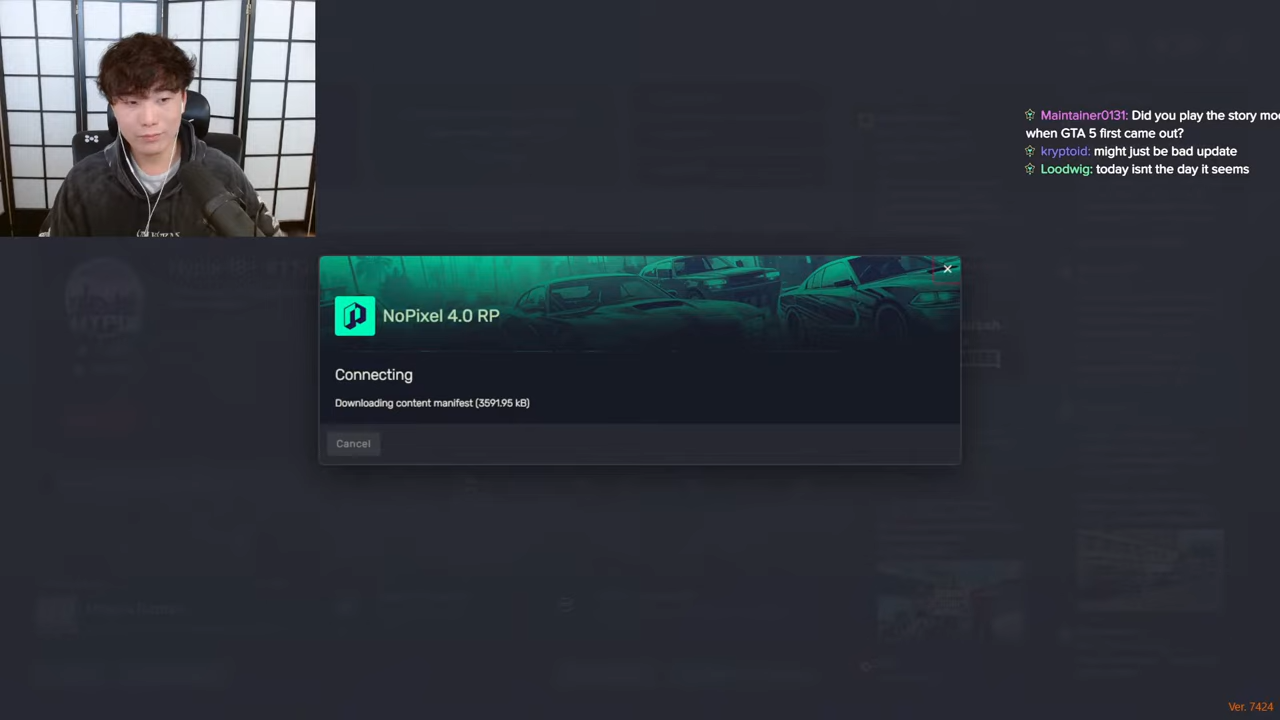 Maintainer0131: Did you play the story mo
when GTA 5 first came out?
kryptoid: might just be bad update
Loodwig: today isnt the day it seems
NoPixel 4.0 RP
Connecting
Downloading content manifest (3591.95 kB)
Cancel
Ver. 7424